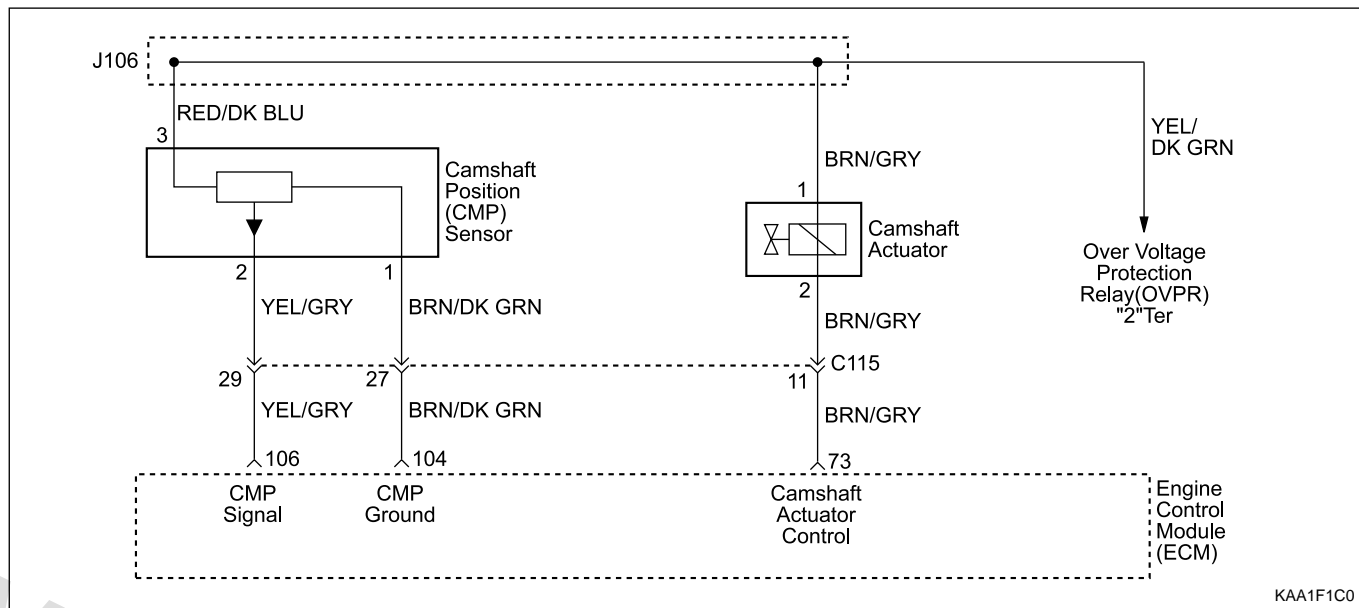 J106
RED/DK BLU
3
YEL/
DK GRN
BRN/GRY
1
Camshaft
Position
(CMP)
Sensor
Camshaft
Actuator
Over Voltage
Protection
Relay(OVPR)
"2"Ter
2
1
2
YEL/GRY
BRN/DK GRN
BRN/GRY
C115
29
27
11
YEL/GRY
BRN/DK GRN
BRN/GRY
106
104
73
CMP
Signal
CMP
Ground
Camshaft
Actuator
Control
Engine
Control
Module
(ECM)
KAA1F1C0